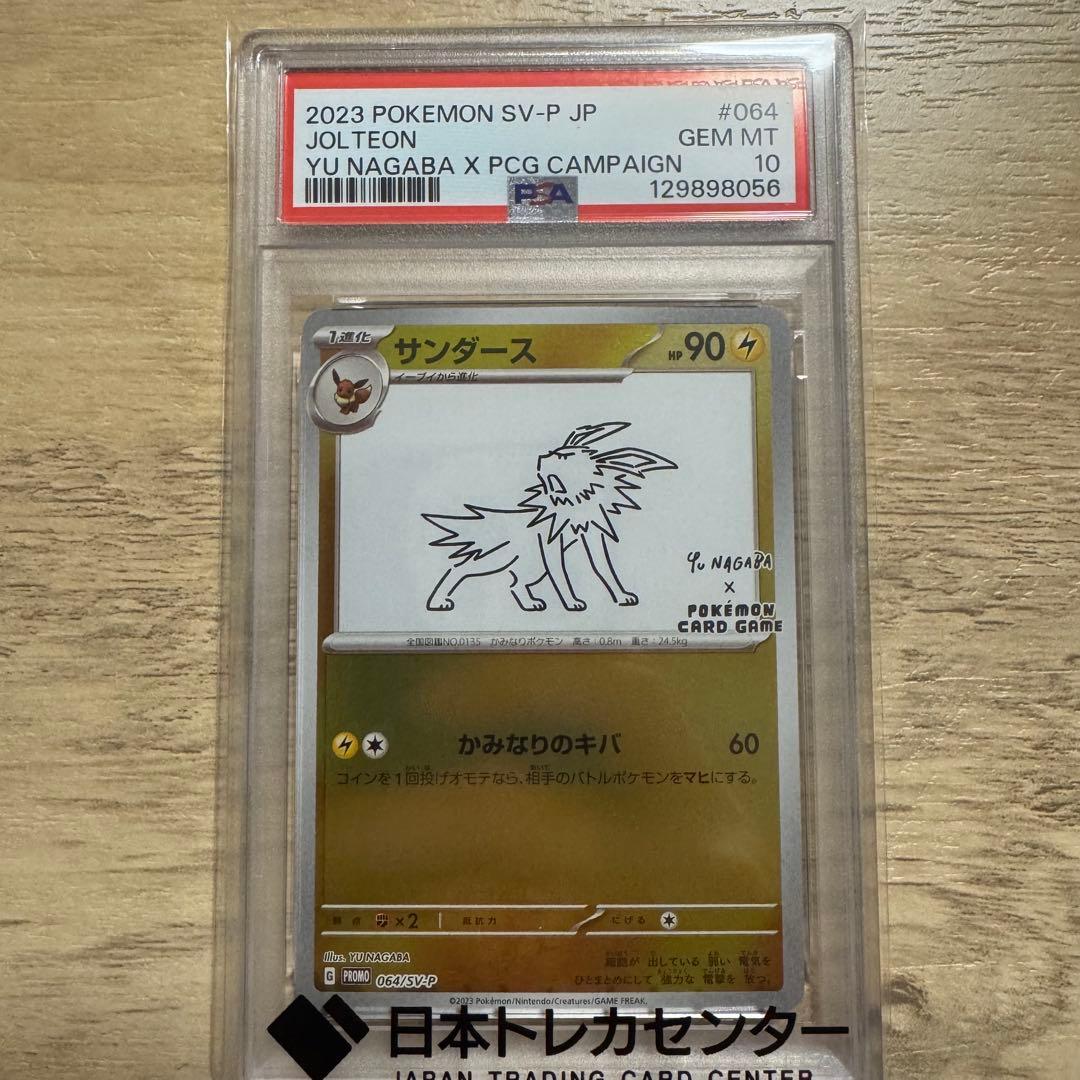 2023 POKEMON SV-P JP #064
JOLTEON GEM MT
YU NAGABA X PCG CAMPAIGN 10
PSA 129898056
1進化 サンダース HP 90
イーブイから進化
Yu NAGABA
×
POKÉMON
CARD GAME
全国図鑑NO.0135 かみなりポケモン 高さ：0.8m 重さ：24.5kg
かみなりのキバ 60
コインを1回投げオモテなら、相手のバトルポケモンをマヒにする。
弱点 ×2 抵抗力 にげる
Illus. YU NAGABA
細胞が 出している 弱い 電気を
G PROMO 064/SV-P
ひとまとめにして 強力な 電撃を 放つ。
©2023 Pokémon/Nintendo/Creatures/GAME FREAK.
日本トレカセンター
JAPAN TRADING CARD CENTER